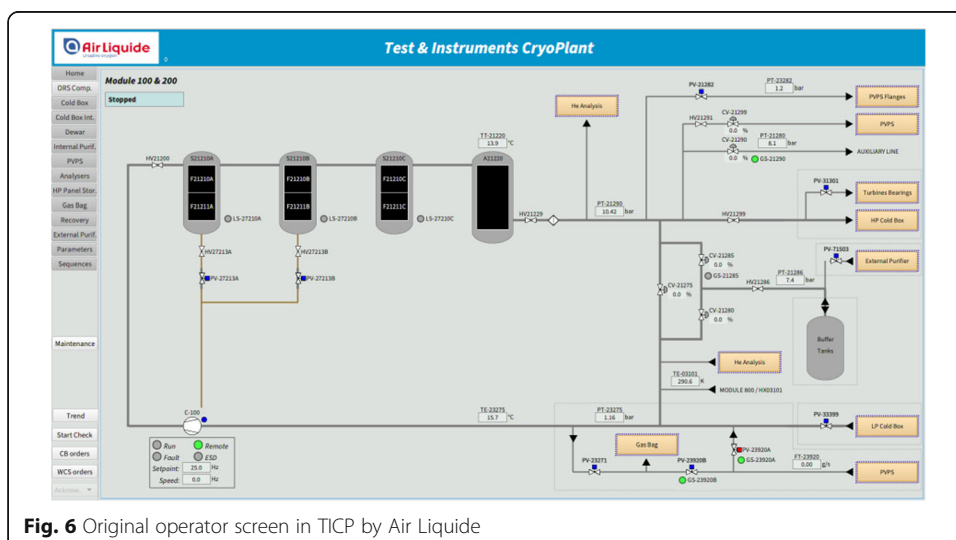 Air Liquide
creative oxygen
Test & Instruments CryoPlant
Home
ORS Comp.
Cold Box
Cold Box Int.
Dewar
Internal Purif.
PVPS
Analysers
HP Panel Stor.
Gas Bag
Recovery
External Purif.
Parameters
Sequences
Maintenance
Trend
Start Check
CB orders
WCS orders
Acknow.
Module 100 & 200
Stopped
He Analysis
PV-21282
PT-23282
1.2 bar
PVPS Flanges
HV21291
CV-21299
0.0 %
PVPS
CV-21290
0.0 %
PT-21280
8.1 bar
GS-21290
AUXILIARY LINE
TT-21220
13.9 °C
HV21200
S21210A
F21210A
F21211A
LS-27210A
S21210B
F21210B
F21211B
LS-27210B
S21210C
F21210C
F21211C
LS-27210C
A21220
HV21229
PT-21290
10.42 bar
HV21299
PV-31301
Turbines Bearings
HP Cold Box
HV27213A
HV27213B
PV-27213A
PV-27213B
CV-21285
0.0 %
GS-21285
CV-21275
0.0 %
CV-21280
0.0 %
HV21286
PT-21286
7.4 bar
PV-71503
External Purifier
Buffer
Tanks
He Analysis
TE-03101
290.6 K
MODULE 800 / HX03101
C-100
TE-23275
15.7 °C
PT-23275
1.16 bar
PV-33399
LP Cold Box
Run
Remote
Fault
ESD
Setpoint: 25.0 Hz
Speed: 0.0 Hz
Gas Bag
PV-23271
PV-23920B
GS-23920B
PV-23920A
GS-23920A
FT-23920
0.00 g/s
PVPS
Fig. 6 Original operator screen in TICP by Air Liquide